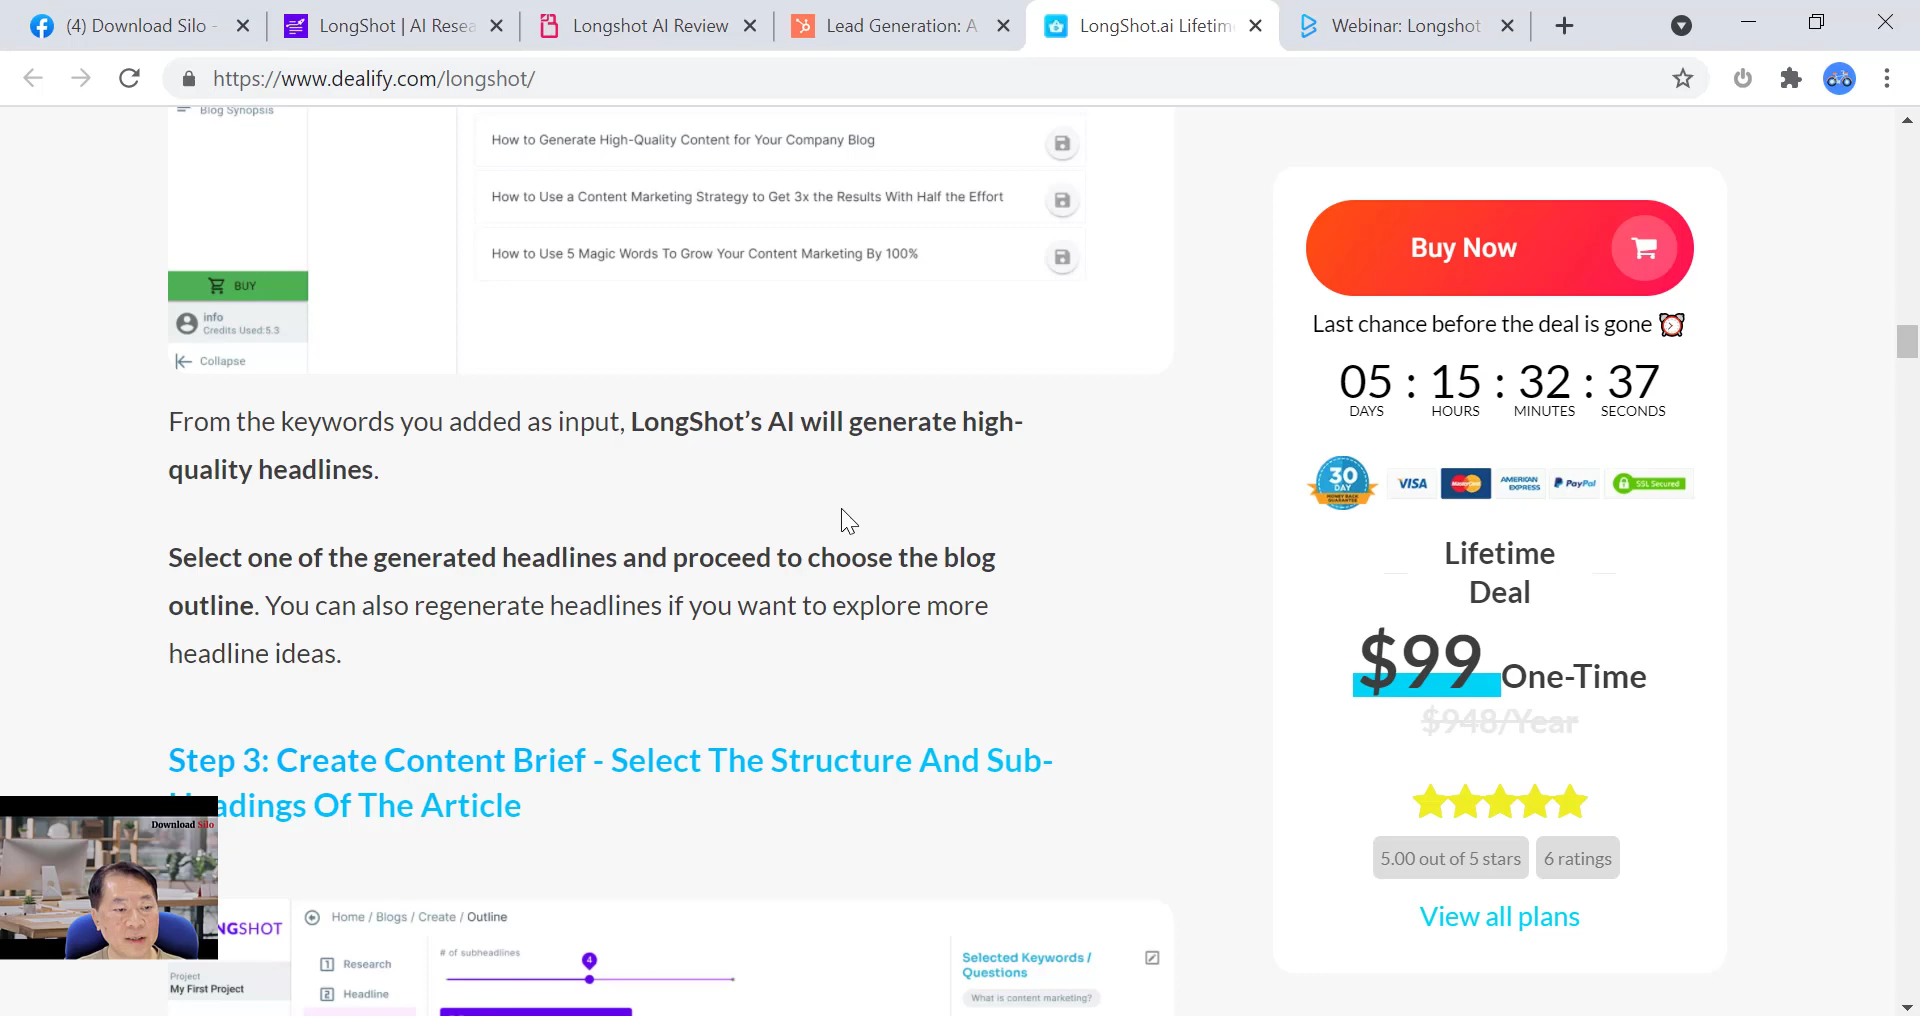 (4) Download Silo -
LongShot | AI Resea
Longshot AI Review
Lead Generation: A
LongShot.ai Lifetim
Webinar: Longshot
https://www.dealify.com/longshot/
Blog Synopsis
How to Generate High-Quality Content for Your Company Blog
How to Use a Content Marketing Strategy to Get 3x the Results With Half the Effort
How to Use 5 Magic Words To Grow Your Content Marketing By 100%
BUY
info
Credits Used:5.3
Collapse
From the keywords you added as input, LongShot’s AI will generate high-
quality headlines.
Select one of the generated headlines and proceed to choose the blog
outline. You can also regenerate headlines if you want to explore more
headline ideas.
Step 3: Create Content Brief - Select The Structure And Sub-
Headings Of The Article
Download Silo
NGSHOT
Project
My First Project
Home / Blogs / Create / Outline
1 Research
2 Headline
# of subheadlines
4
Selected Keywords /
Questions
What is content marketing?
Buy Now
Last chance before the deal is gone
05 : 15 : 32 : 37
DAYS HOURS MINUTES SECONDS
30
DAY
MONEY BACK
GUARANTEE
VISA
MasterCard
AMERICAN
EXPRESS
PayPal
SSL Secured
Lifetime
Deal
$99 One-Time
$948/Year
5.00 out of 5 stars
6 ratings
View all plans